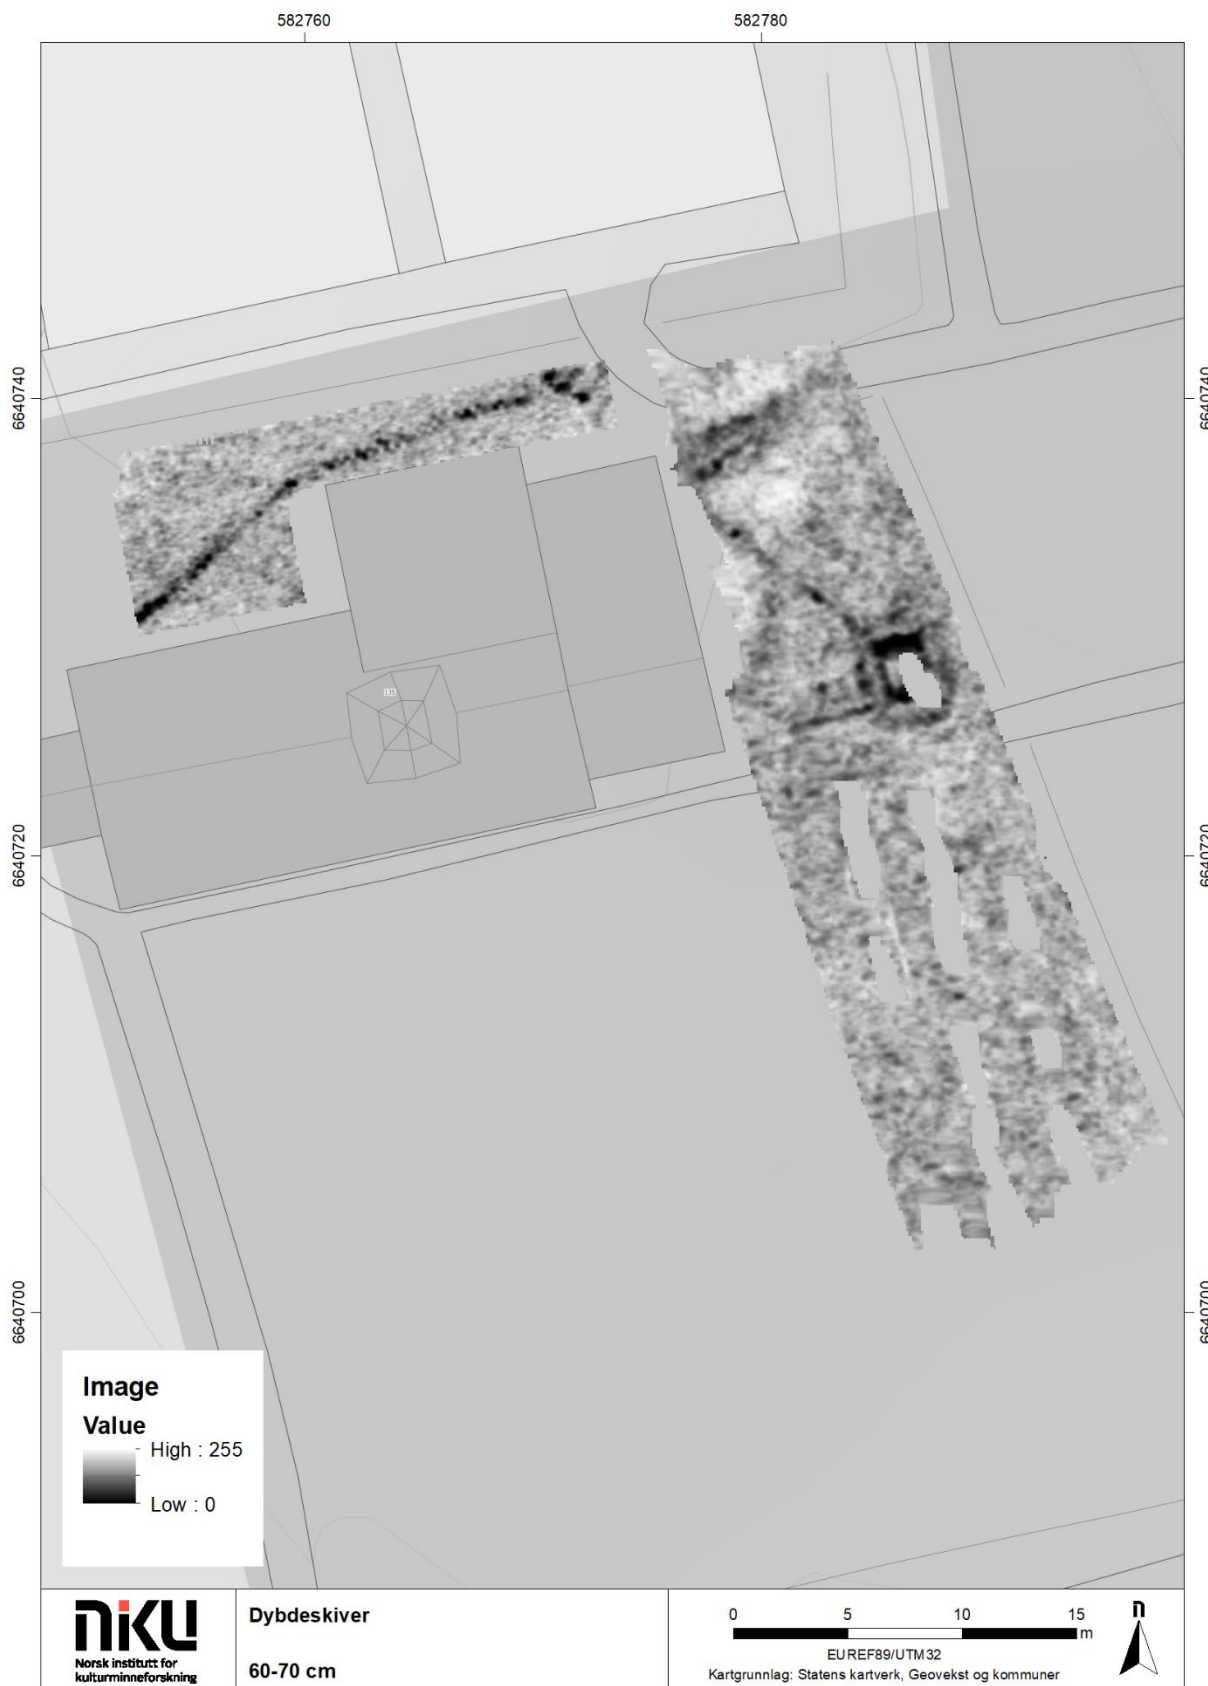 582760
582780
6640740
6640740
135
6640720
6640720
6640700
6640700
Image
Value
High : 255
Low : 0
NIKU
Norsk institutt for
kulturminneforskning
Dybdeskiver
60-70 cm
0 5 10 15
m
EUREF89/UTM32
Kartgrunnlag: Statens kartverk, Geovekst og kommuner
n